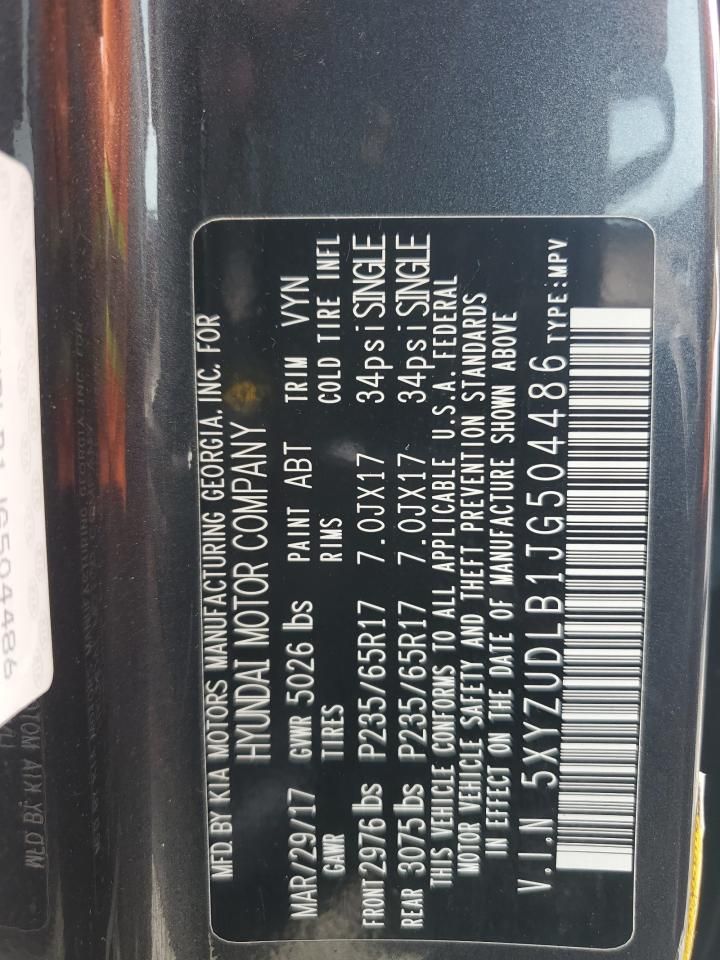 MFD. BY KIA MOTORS MANUFACTURING GEORGIA. INC. FOR
HYUNDAI MOTOR COMPANY
MAR/29/17 GVWR 5026 lbs PAINT ABT TRIM VYN
GAWR TIRES RIMS COLD TIRE INFL
FRONT 2976 lbs P235/65R17 7.0JX17 34psi SINGLE
REAR 3075 lbs P235/65R17 7.0JX17 34psi SINGLE
THIS VEHICLE CONFORMS TO ALL APPLICABLE U.S.A. FEDERAL
MOTOR VEHICLE SAFETY AND THEFT PREVENTION STANDARDS
IN EFFECT ON THE DATE OF MANUFACTURE SHOWN ABOVE
V.I.N 5XYZUDLB1JG504486 TYPE:MPV
B1JG504486